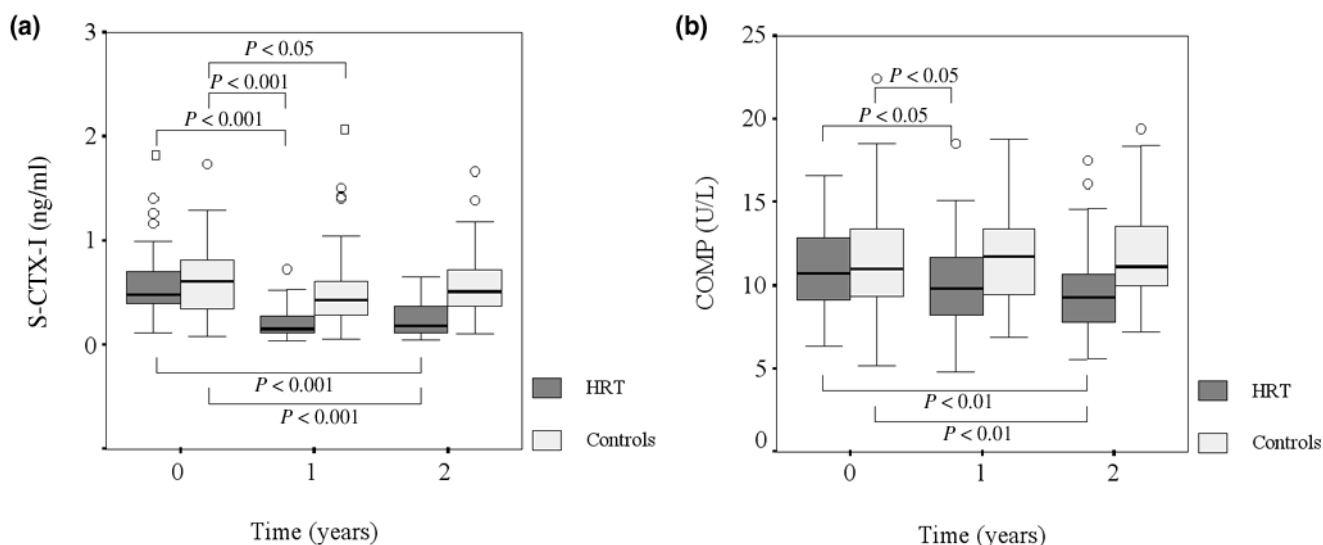 (a)
3
2
1
0
S-CTX-I (ng/ml)
P < 0.05
P < 0.001
P < 0.001
P < 0.001
P < 0.001
0
1
2
Time (years)
HRT
Controls
(b)
25
20
15
10
5
0
COMP (U/L)
P < 0.05
P < 0.05
P < 0.01
P < 0.01
0
1
2
Time (years)
HRT
Controls